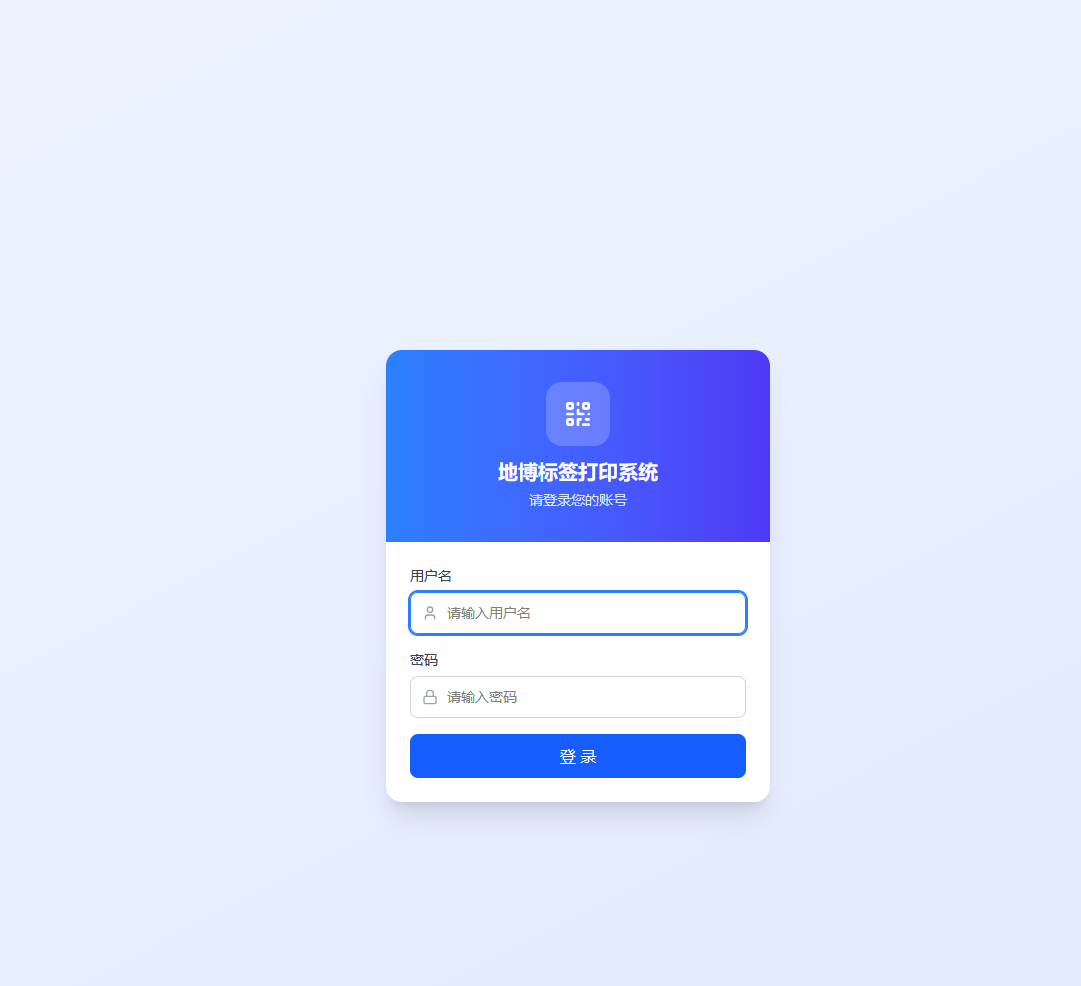 地博标签打印系统
请登录您的账号
用户名
请输入用户名
密码
请输入密码
登 录